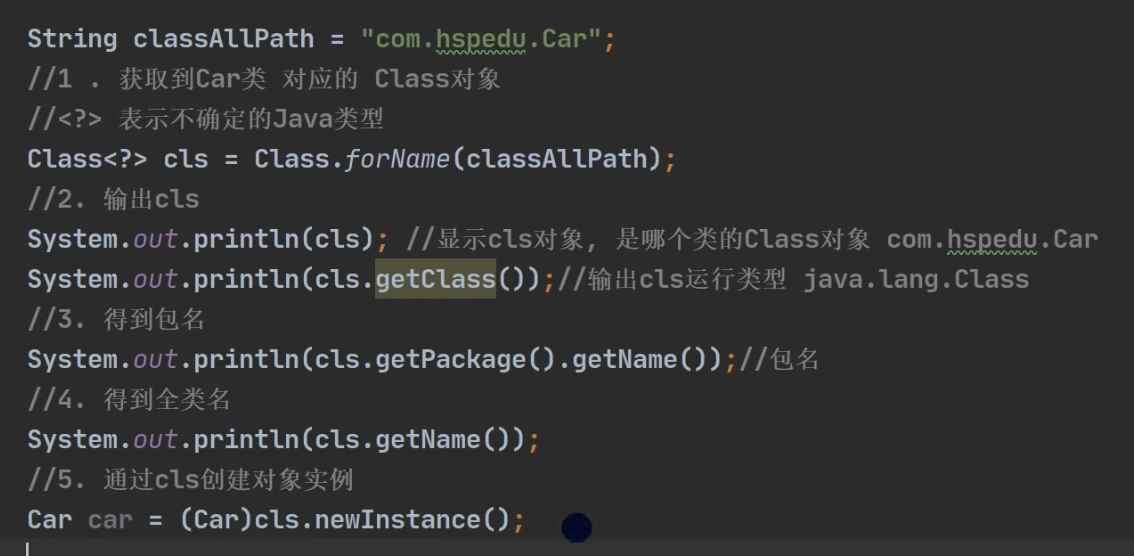 String classAllPath = "com.hspedu.Car";
//1 . 获取到Car类 对应的 Class对象
//<?> 表示不确定的Java类型
Class<?> cls = Class.forName(classAllPath);
//2. 输出cls
System.out.println(cls); //显示cls对象, 是哪个类的Class对象 com.hspedu.Car
System.out.println(cls.getClass());//输出cls运行类型 java.lang.Class
//3. 得到包名
System.out.println(cls.getPackage().getName());//包名
//4. 得到全类名
System.out.println(cls.getName());
//5. 通过cls创建对象实例
Car car = (Car)cls.newInstance();